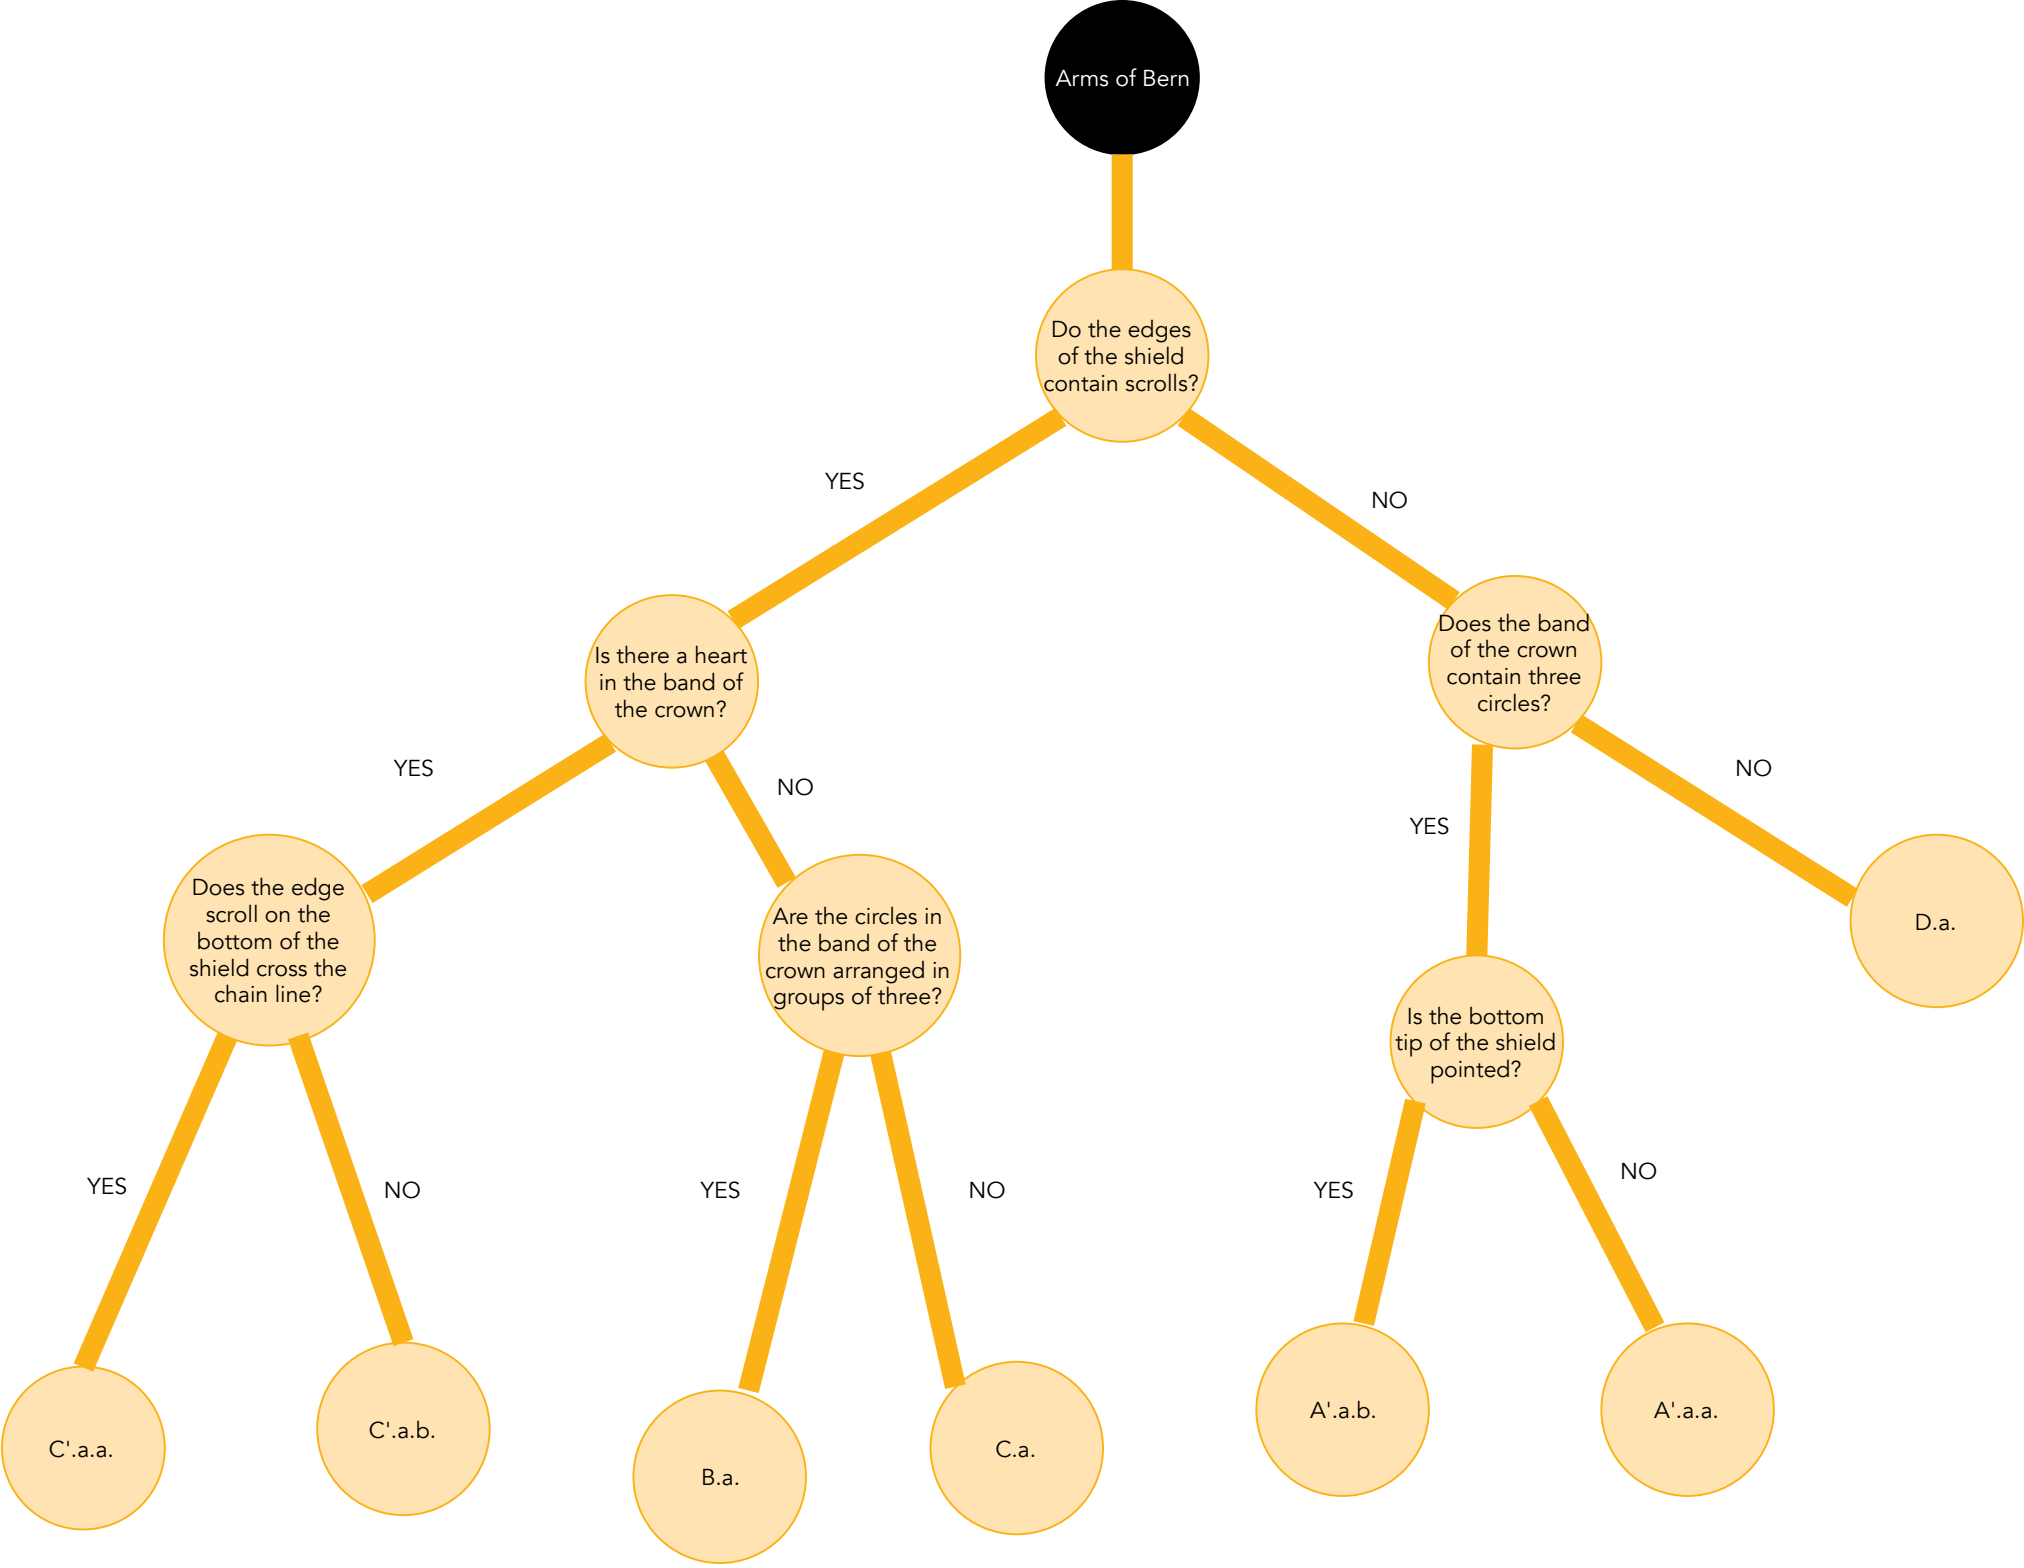 Arms of Bern
Do the edges
of the shield
contain scrolls?
YES
NO
Is there a heart
in the band of
the crown?
Does the band
of the crown
contain three
circles?
YES
NO
YES
NO
Does the edge
scroll on the
bottom of the
shield cross the
chain line?
Are the circles in
the band of the
crown arranged in
groups of three?
D.a.
Is the bottom
tip of the shield
pointed?
YES
NO
YES
NO
YES
NO
C'.a.a.
C'.a.b.
B.a.
C.a.
A'.a.b.
A'.a.a.